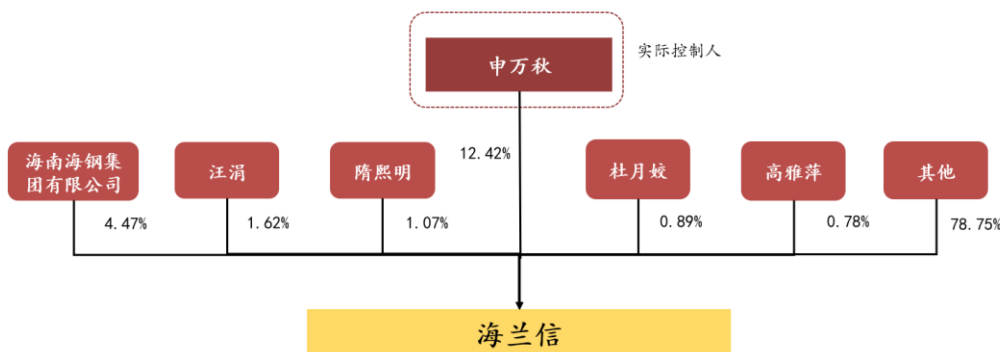 申万秋
实际控制人
海南海钢集
团有限公司
汪涓
隋熙明
12.42%
杜月姣
高雅萍
其他
4.47%
1.62%
1.07%
0.89%
0.78%
78.75%
海兰信